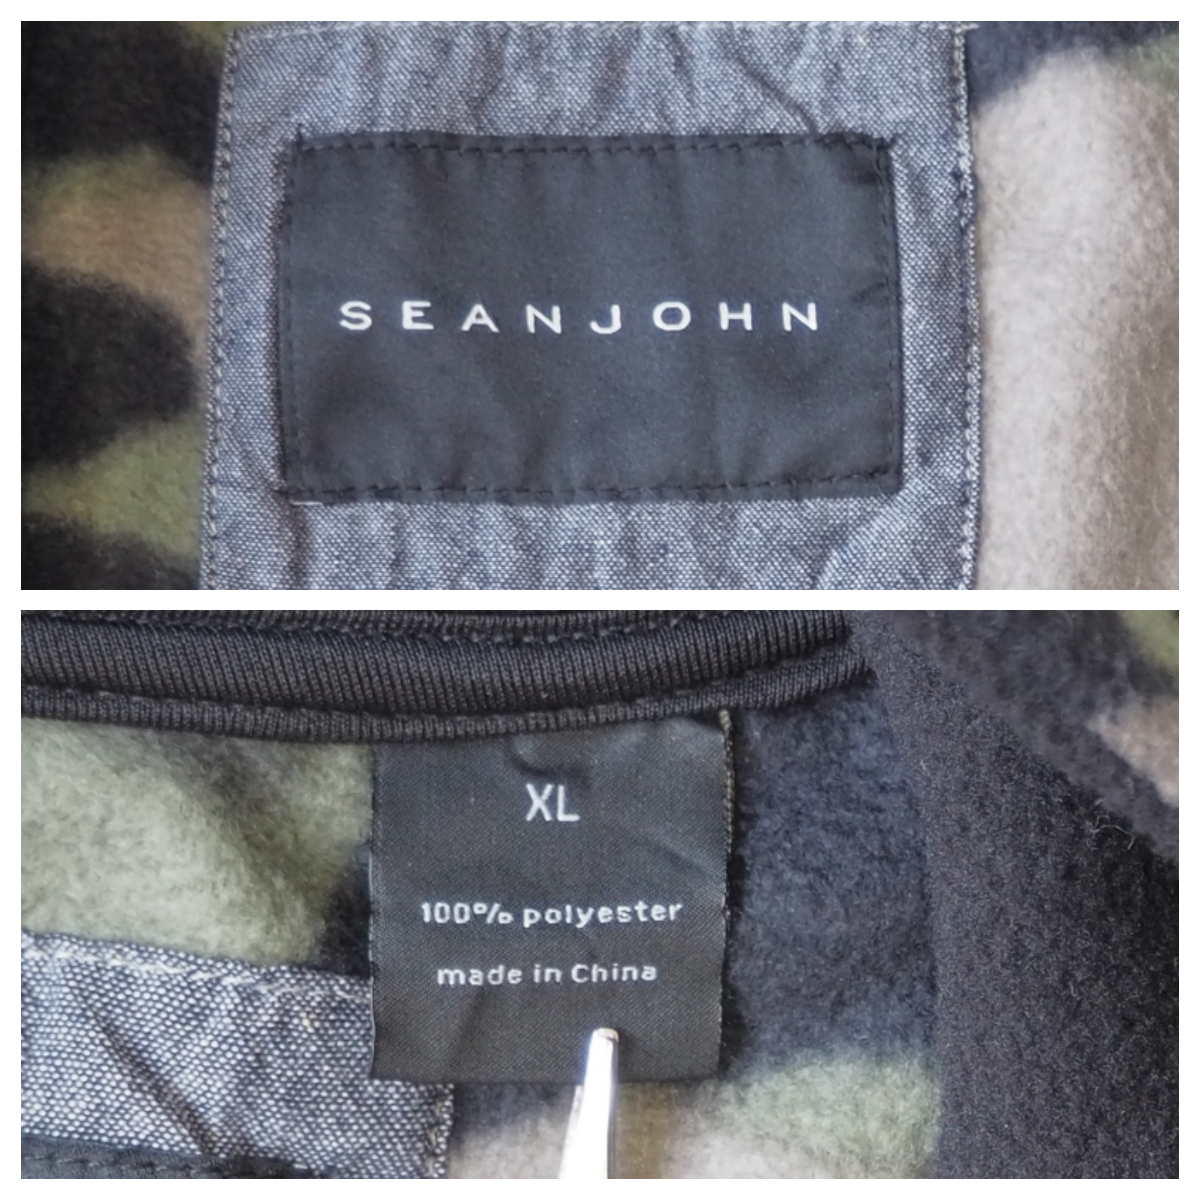 SEANJOHN
XL
100% polyester
made in China